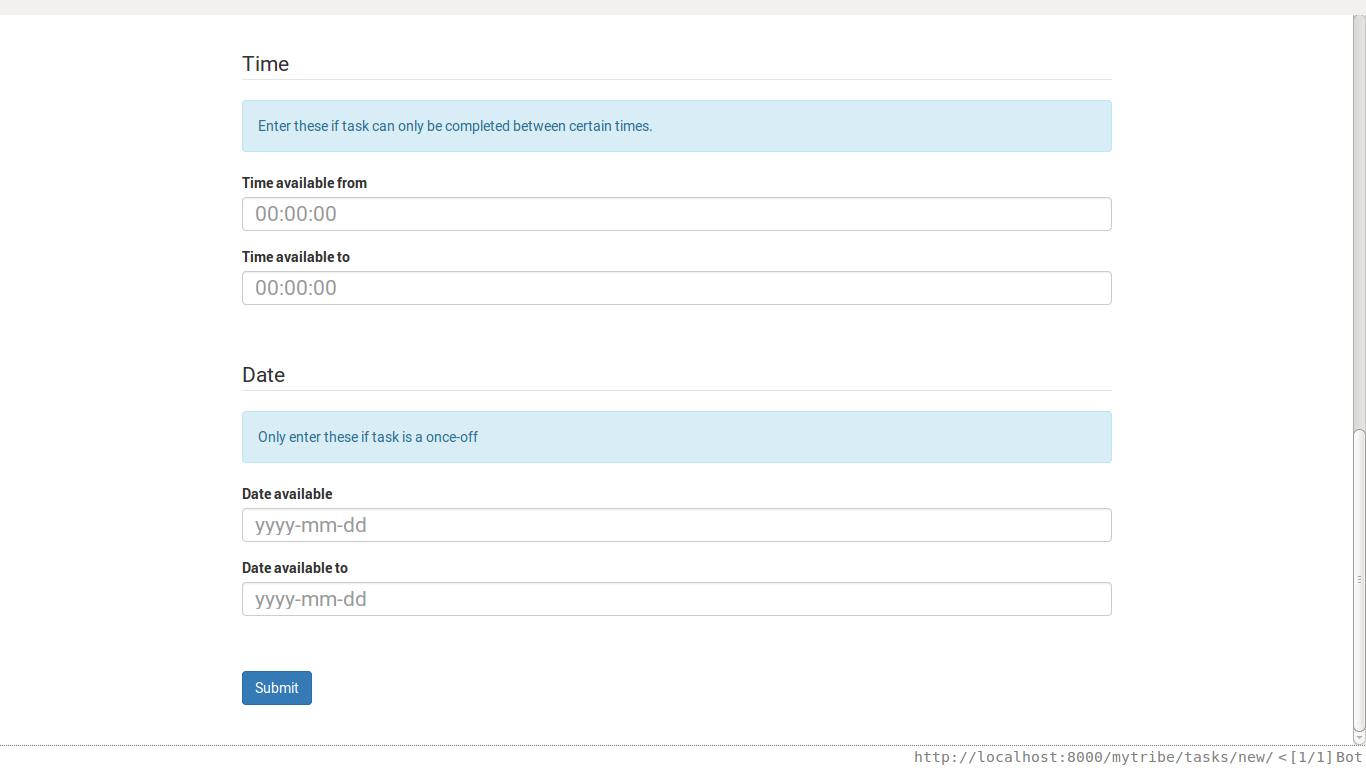 Time
Enter these if task can only be completed between certain times.
Time available from
00:00:00
Time available to
00:00:00
Date
Only enter these if task is a once-off
Date available
yyyy-mm-dd
Date available to
yyyy-mm-dd
Submit
http://localhost:8000/mytribe/tasks/new/ <[1/1] Bot